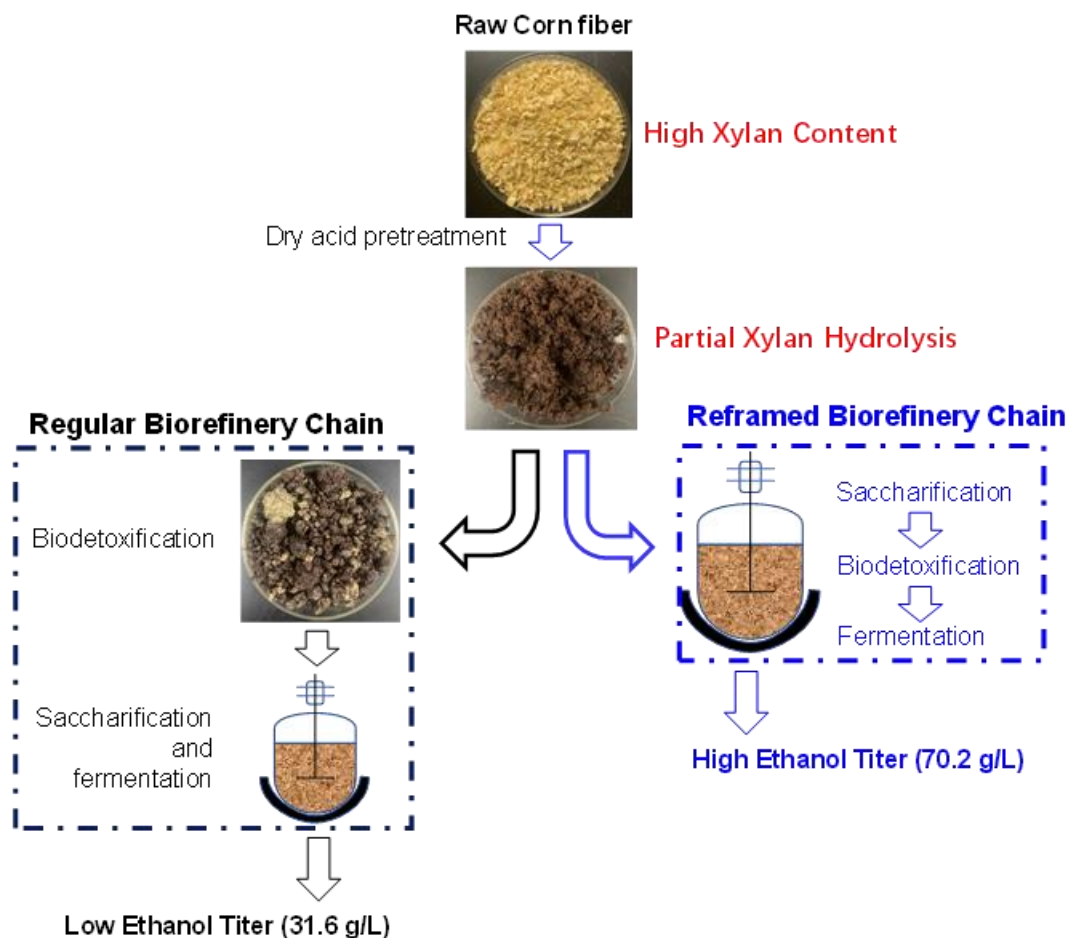 Raw Corn fiber
High Xylan Content
Dry acid pretreatment
Partial Xylan Hydrolysis
Regular Biorefinery Chain
Biodetoxification
Saccharification
and
fermentation
Low Ethanol Titer (31.6 g/L)
Reframed Biorefinery Chain
Saccharification
Biodetoxification
Fermentation
High Ethanol Titer (70.2 g/L)